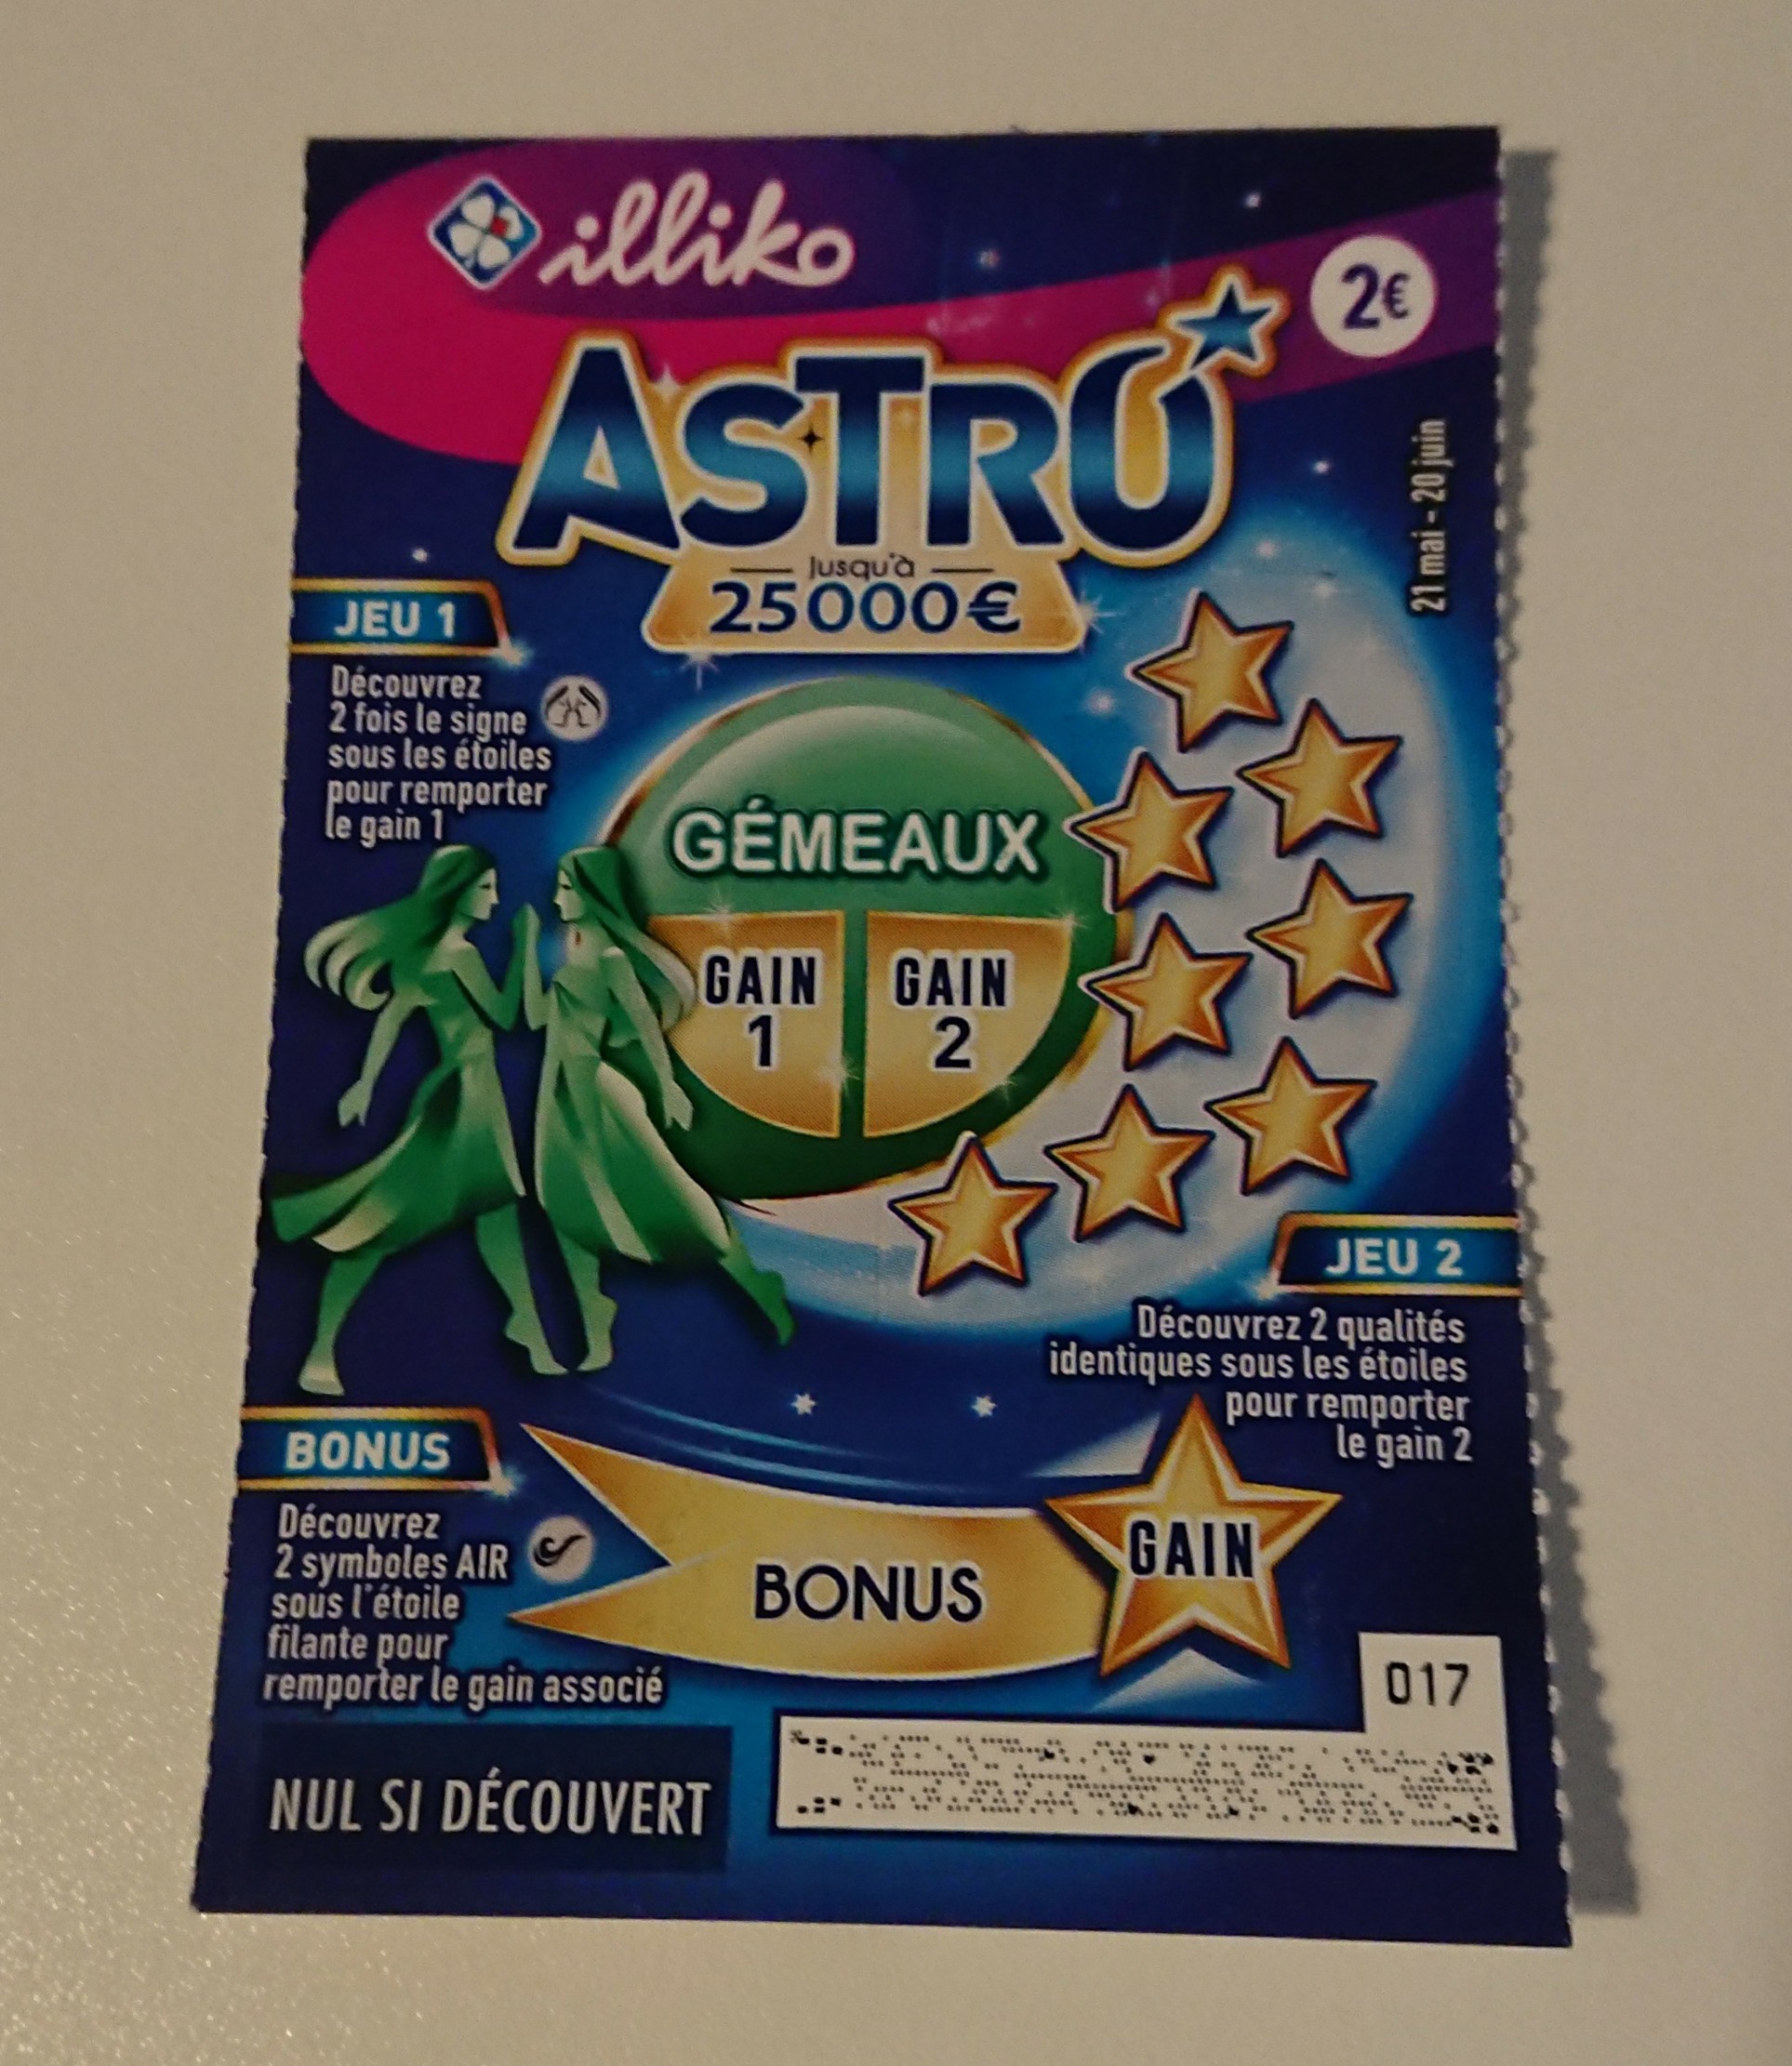 illiko
2€
ASTRO
Jusqu'à
25 000 €
21 mai - 20 juin
JEU 1
Découvrez
2 fois le signe
sous les étoiles
pour remporter
le gain 1
GÉMEAUX
GAIN
1
GAIN
2
JEU 2
Découvrez 2 qualités
identiques sous les étoiles
pour remporter
le gain 2
BONUS
Découvrez
2 symboles AIR
sous l'étoile
filante pour
remporter le gain associé
BONUS
GAIN
017
NUL SI DÉCOUVERT